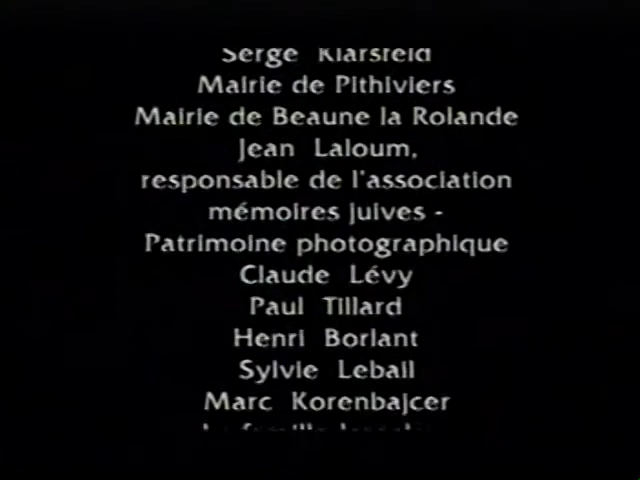 Serge Klarsfeld
Mairie de Pithiviers
Mairie de Beaune la Rolande
Jean Laloum,
responsable de l'association
mémoires juives -
Patrimoine photographique
Claude Lévy
Paul Tillard
Henri Borlant
Sylvie Lebail
Marc Korenbajcer